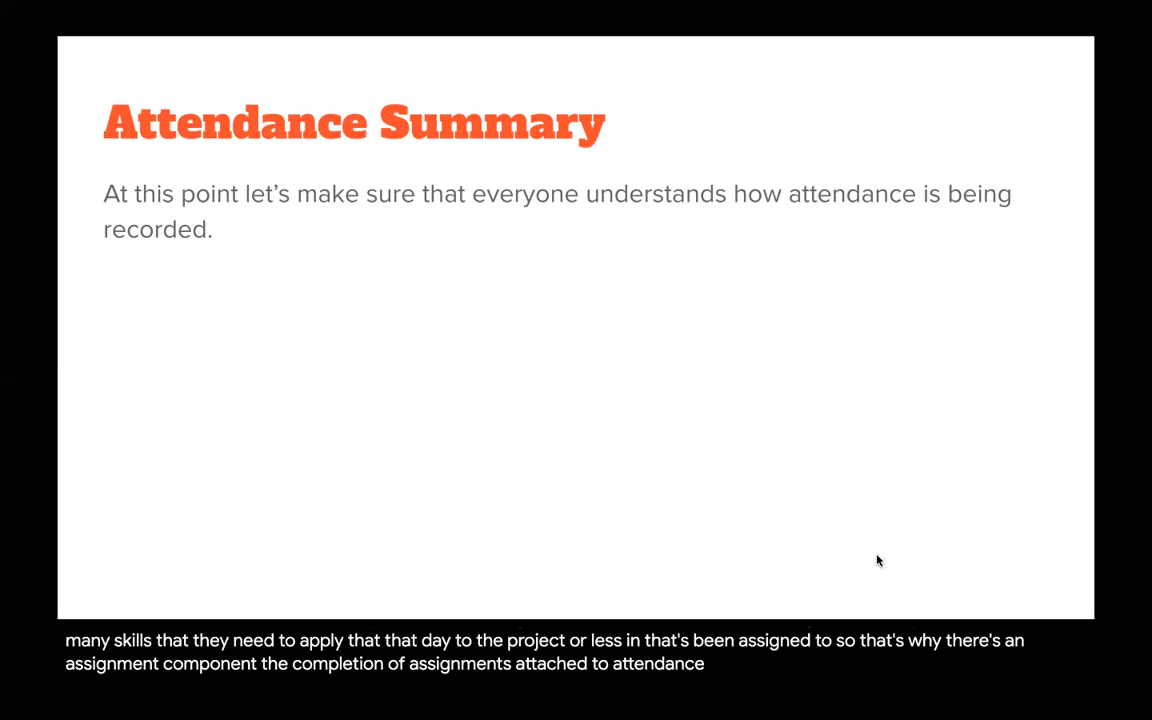 Attendance Summary
At this point let’s make sure that everyone understands how attendance is being
recorded.
many skills that they need to apply that that day to the project or less in that's been assigned to so that's why there's an
assignment component the completion of assignments attached to attendance